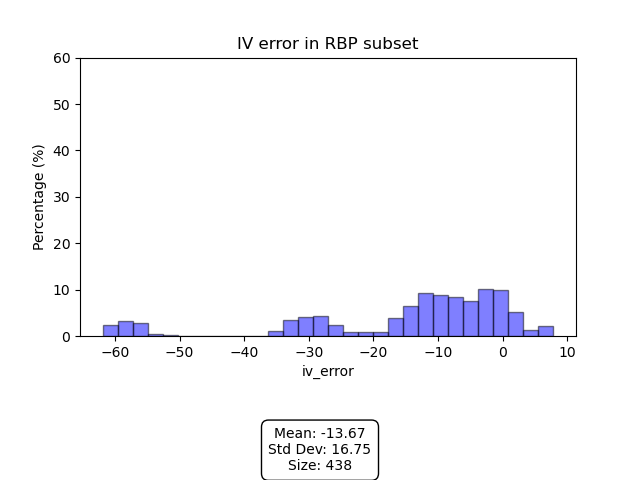 IV error in RBP subset
60
50
40
30
20
10
0
Percentage (%)
−60
−50
−40
−30
−20
−10
0
10
iv_error
Mean: -13.67
Std Dev: 16.75
Size: 438